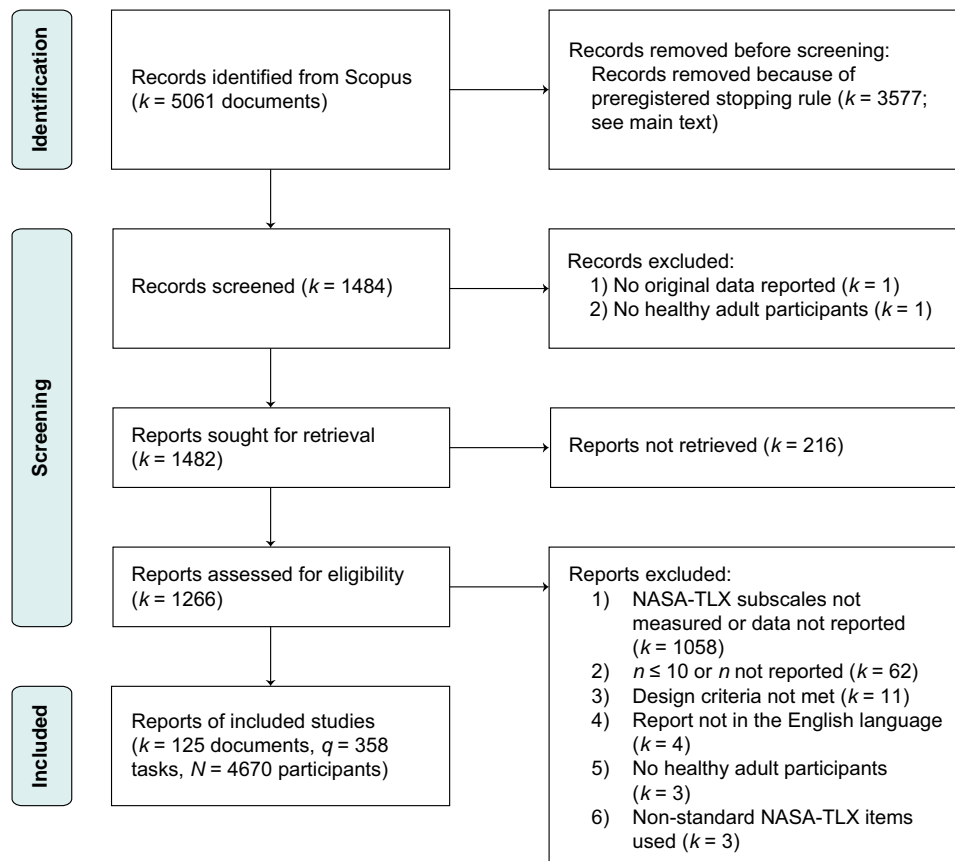 Identification
Records identified from Scopus
(k = 5061 documents)
Records removed before screening:
Records removed because of
preregistered stopping rule (k = 3577;
see main text)
Screening
Records screened (k = 1484)
Records excluded:
1) No original data reported (k = 1)
2) No healthy adult participants (k = 1)
Reports sought for retrieval
(k = 1482)
Reports not retrieved (k = 216)
Reports assessed for eligibility
(k = 1266)
Reports excluded:
1) NASA-TLX subscales not
measured or data not reported
(k = 1058)
2) n ≤ 10 or n not reported (k = 62)
3) Design criteria not met (k = 11)
4) Report not in the English language
(k = 4)
5) No healthy adult participants
(k = 3)
6) Non-standard NASA-TLX items
used (k = 3)
Included
Reports of included studies
(k = 125 documents, q = 358
tasks, N = 4670 participants)